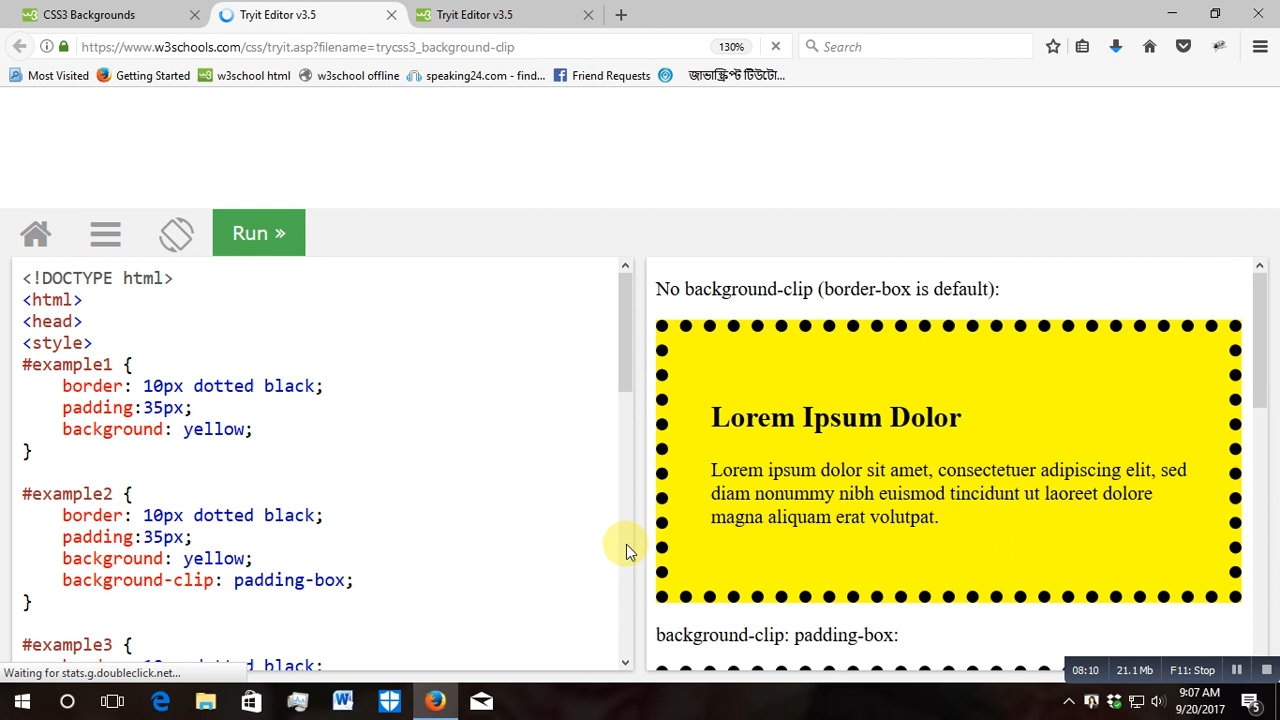 CSS3 Backgrounds
Tryit Editor v3.5
Tryit Editor v3.5
https://www.w3schools.com/css/tryit.asp?filename=trycss3_background-clip
130%
Search
Most Visited
Getting Started
w3school html
w3school offline
speaking24.com - find...
Friend Requests
জাভাস্ক্রিপ্ট টিউটো...
Run »
<!DOCTYPE html>
<html>
<head>
<style>
#example1 {
border: 10px dotted black;
padding:35px;
background: yellow;
}
#example2 {
border: 10px dotted black;
padding:35px;
background: yellow;
background-clip: padding-box;
}
#example3 {
border: 10px dotted black;
No background-clip (border-box is default):
Lorem Ipsum Dolor
Lorem ipsum dolor sit amet, consectetuer adipiscing elit, sed
diam nonummy nibh euismod tincidunt ut laoreet dolore
magna aliquam erat volutpat.
background-clip: padding-box:
Waiting for stats.g.doubleclick.net...
08:10
21.1 Mb
F11: Stop
9:07 AM
9/20/2017
5